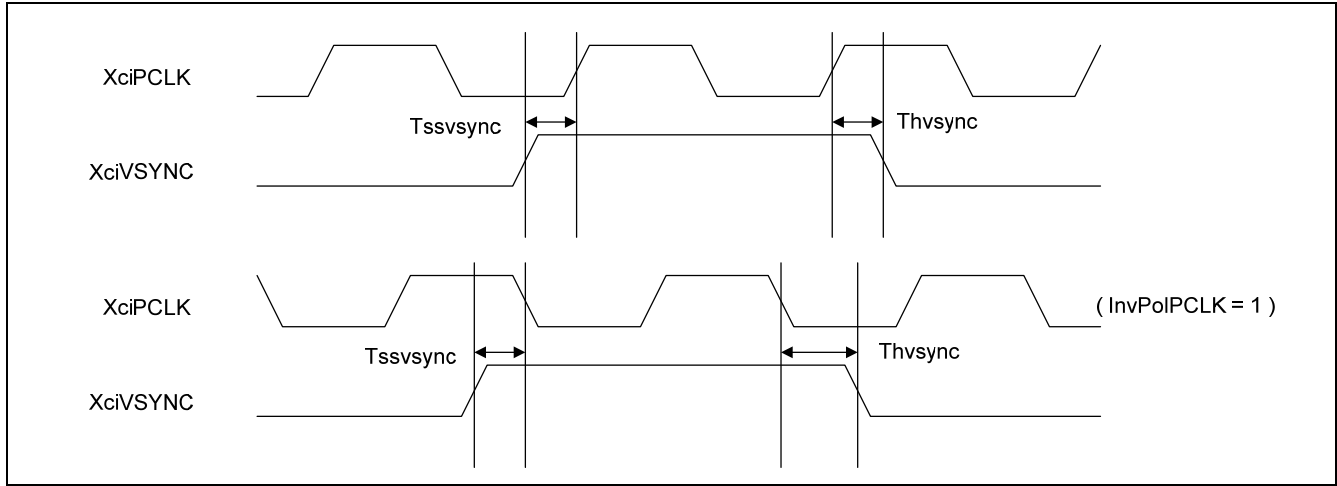 XciPCLK
Tssvsync
Thvsync
XciVSYNC
XciPCLK
( InvPolPCLK = 1 )
Tssvsync
Thvsync
XciVSYNC